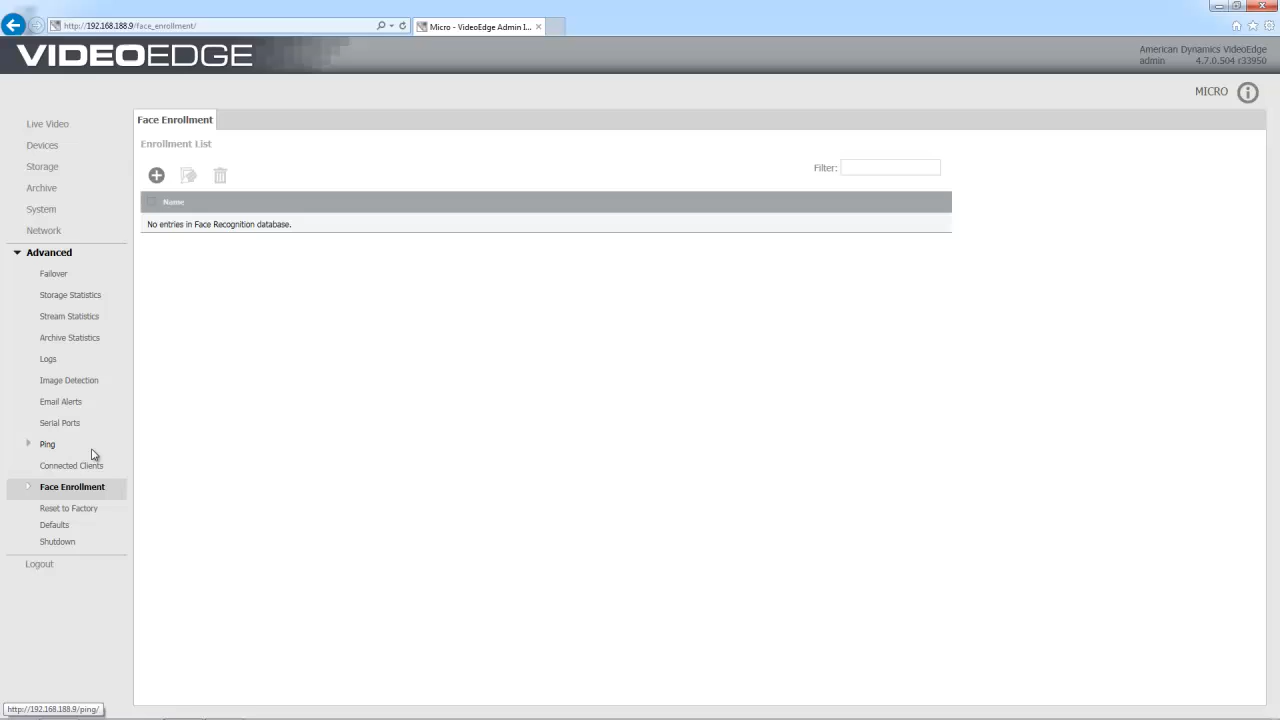 http://192.168.188.9/face_enrollment/
Micro - VideoEdge Admin I...
VIDEOEDGE
American Dynamics VideoEdge
admin 4.7.0.504 r33950
MICRO
Live Video
Devices
Storage
Archive
System
Network
Advanced
Failover
Storage Statistics
Stream Statistics
Archive Statistics
Logs
Image Detection
Email Alerts
Serial Ports
Ping
Connected Clients
Face Enrollment
Reset to Factory
Defaults
Shutdown
Logout
Face Enrollment
Enrollment List
Filter:
Name
No entries in Face Recognition database.
http://192.168.188.9/ping/